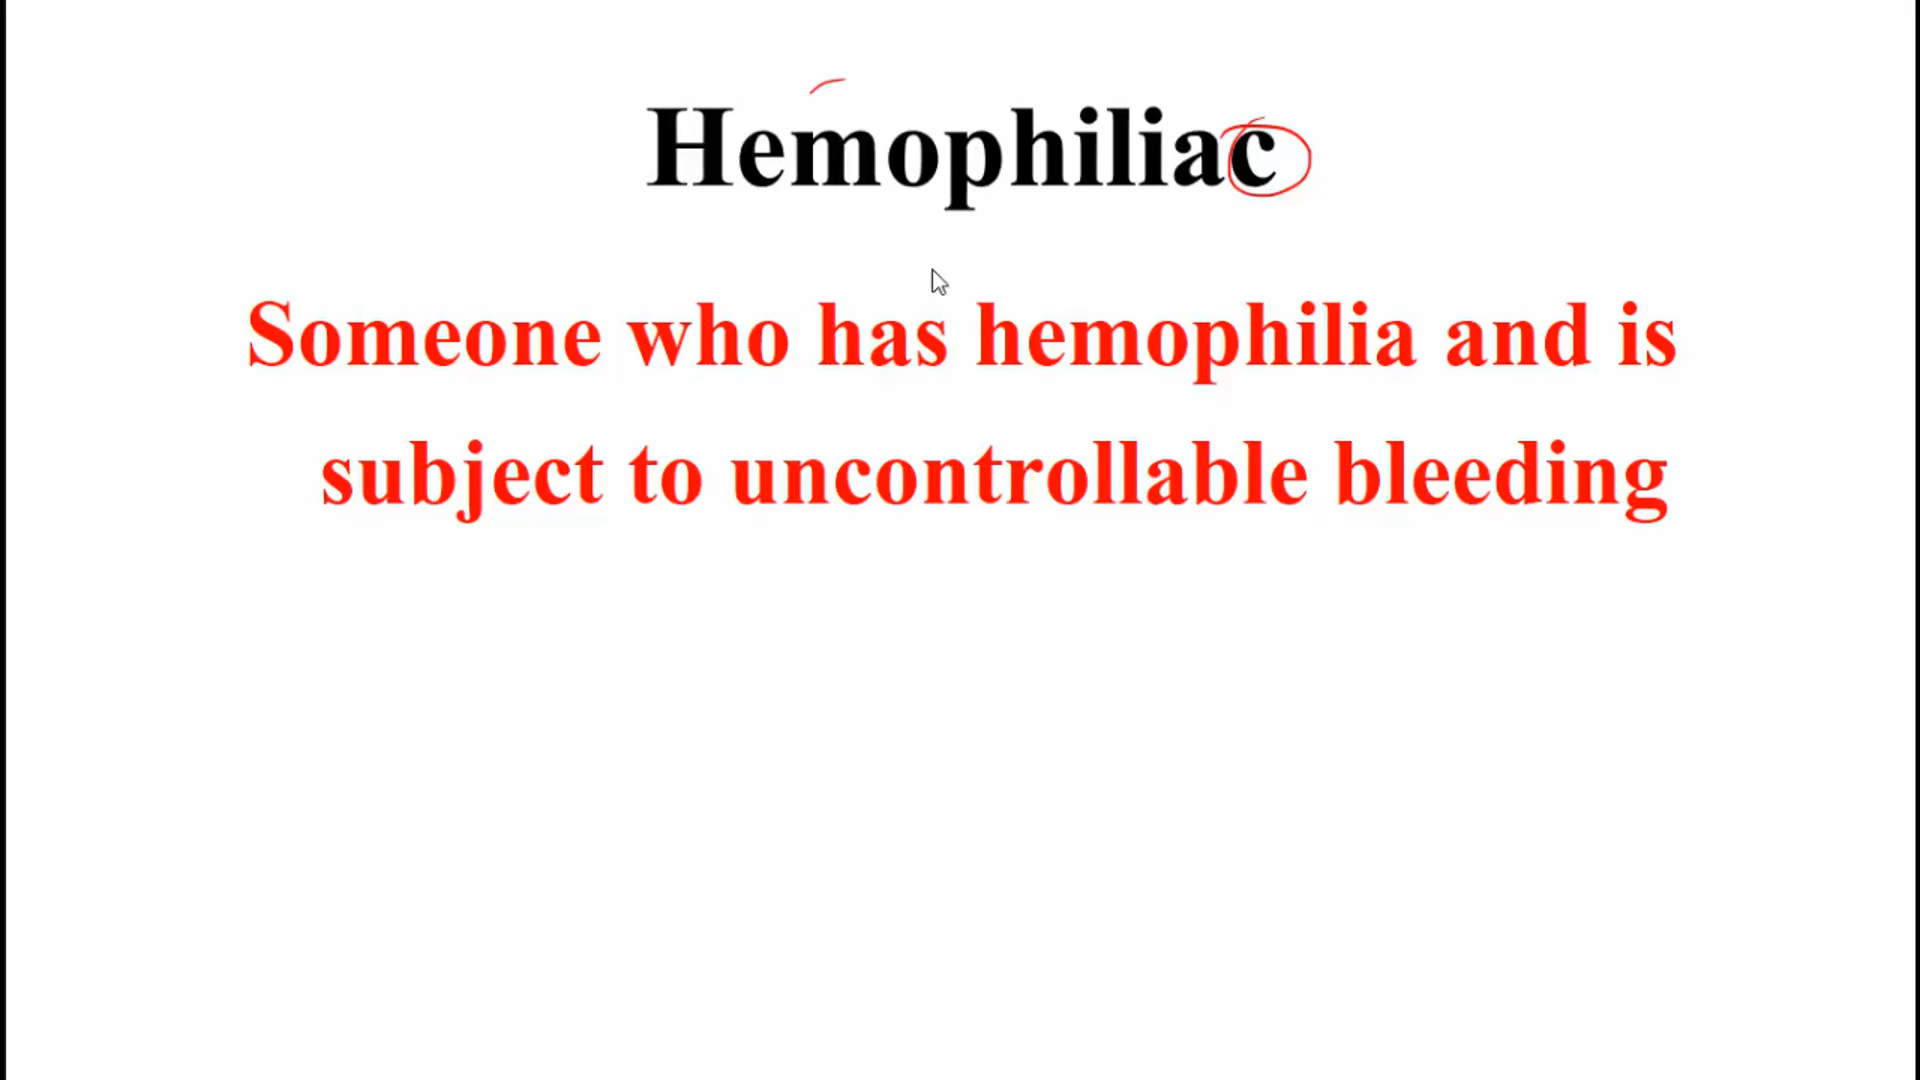 Hemophiliac
Someone who has hemophilia and is
subject to uncontrollable bleeding